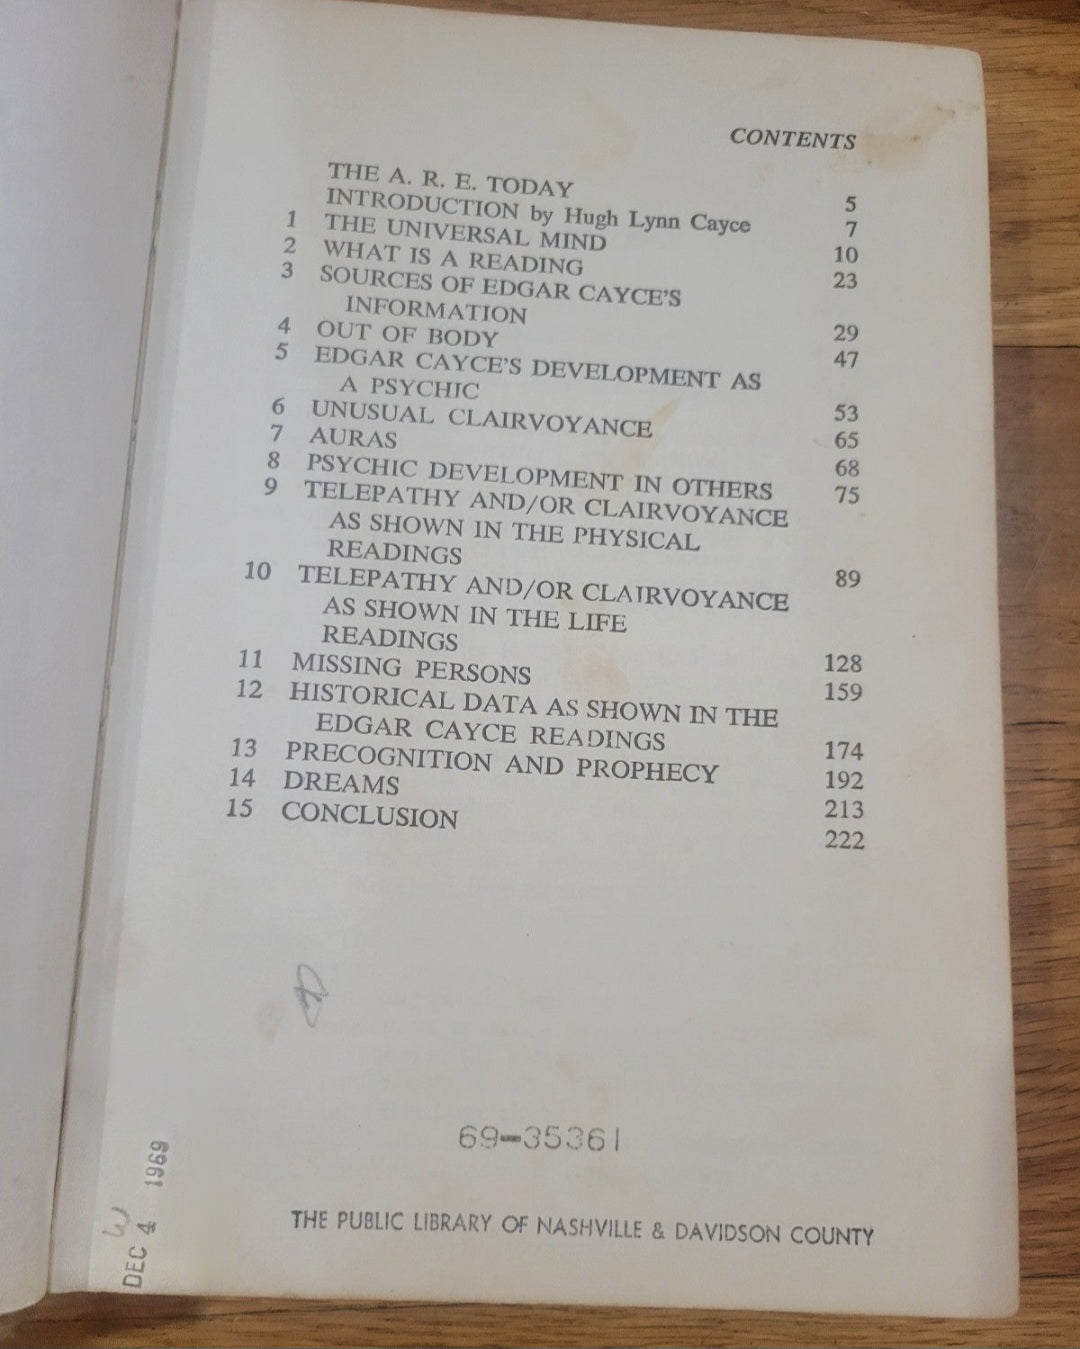 CONTENTS
THE A. R. E. TODAY 5
INTRODUCTION by Hugh Lynn Cayce 7
1 THE UNIVERSAL MIND 10
2 WHAT IS A READING 23
3 SOURCES OF EDGAR CAYCE'S
INFORMATION 29
4 OUT OF BODY 47
5 EDGAR CAYCE'S DEVELOPMENT AS
A PSYCHIC 53
6 UNUSUAL CLAIRVOYANCE 65
7 AURAS 68
8 PSYCHIC DEVELOPMENT IN OTHERS 75
9 TELEPATHY AND/OR CLAIRVOYANCE
AS SHOWN IN THE PHYSICAL
READINGS 89
10 TELEPATHY AND/OR CLAIRVOYANCE
AS SHOWN IN THE LIFE
READINGS 128
11 MISSING PERSONS 159
12 HISTORICAL DATA AS SHOWN IN THE
EDGAR CAYCE READINGS 174
13 PRECOGNITION AND PROPHECY 192
14 DREAMS 213
15 CONCLUSION 222
69-35361
THE PUBLIC LIBRARY OF NASHVILLE & DAVIDSON COUNTY
W
DEC 4 1969